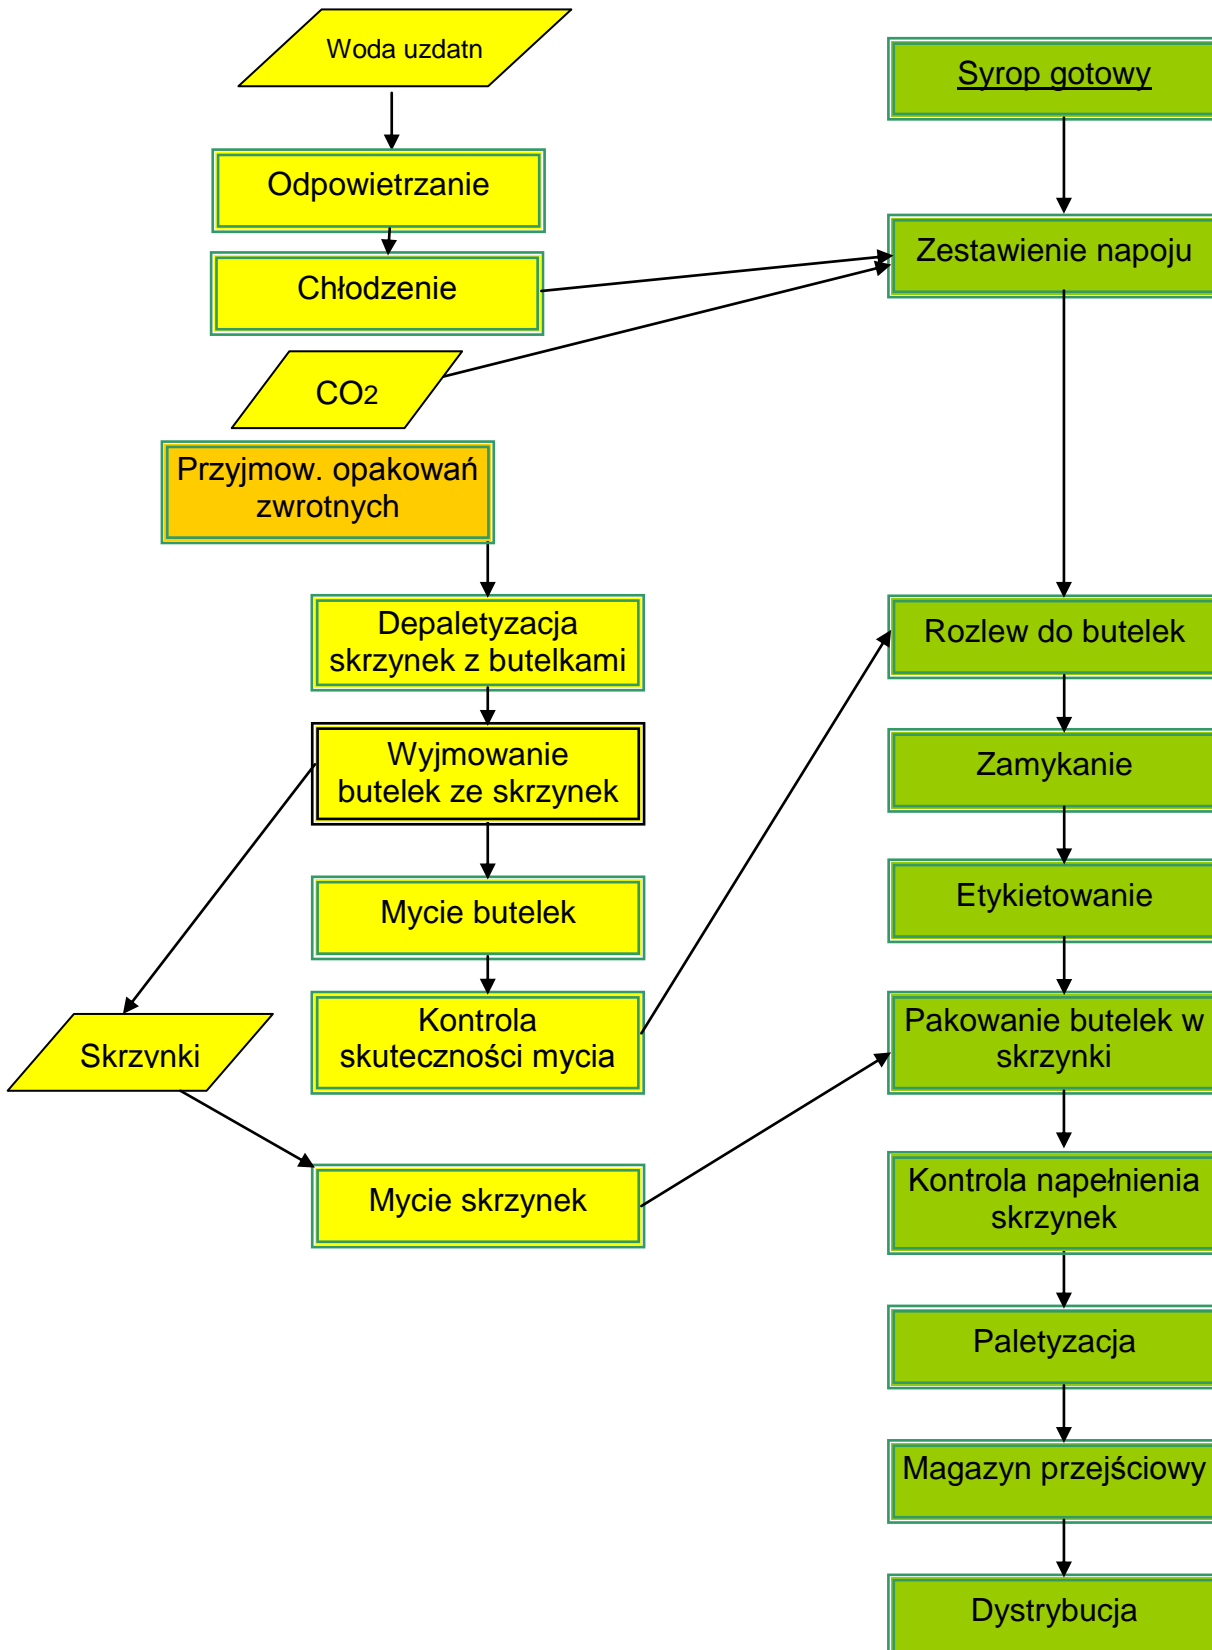 Woda uzdatn
Syrop gotowy
Odpowietrzanie
Zestawienie napoju
Chłodzenie
CO2
Przyjmow. opakowań
zwrotnych
Depaletyzacja
skrzynek z butelkami
Rozlew do butelek
Wyjmowanie
butelek ze skrzynek
Zamykanie
Mycie butelek
Etykietowanie
Kontrola
skuteczności mycia
Pakowanie butelek w
skrzynki
Skrzynki
Mycie skrzynek
Kontrola napełnienia
skrzynek
Paletyzacja
Magazyn przejściowy
Dystrybucja